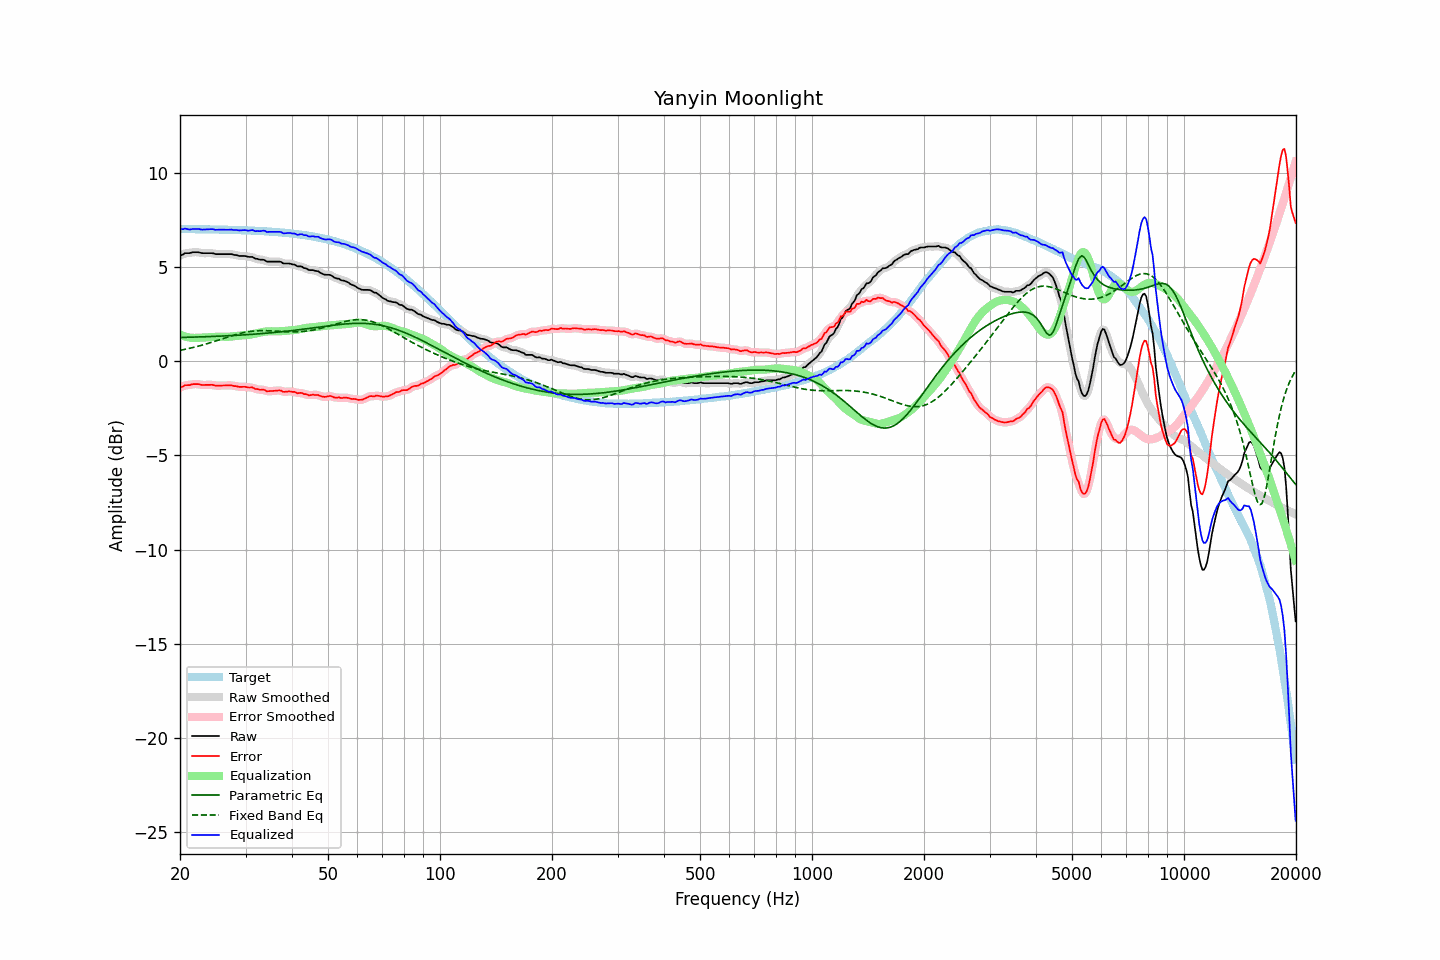 Yanyin Moonlight
Amplitude (dBr)
10
5
0
−5
−10
−15
−20
−25
Target
Raw Smoothed
Error Smoothed
Raw
Error
Equalization
Parametric Eq
Fixed Band Eq
Equalized
20
50
100
200
500
1000
2000
5000
10000
20000
Frequency (Hz)